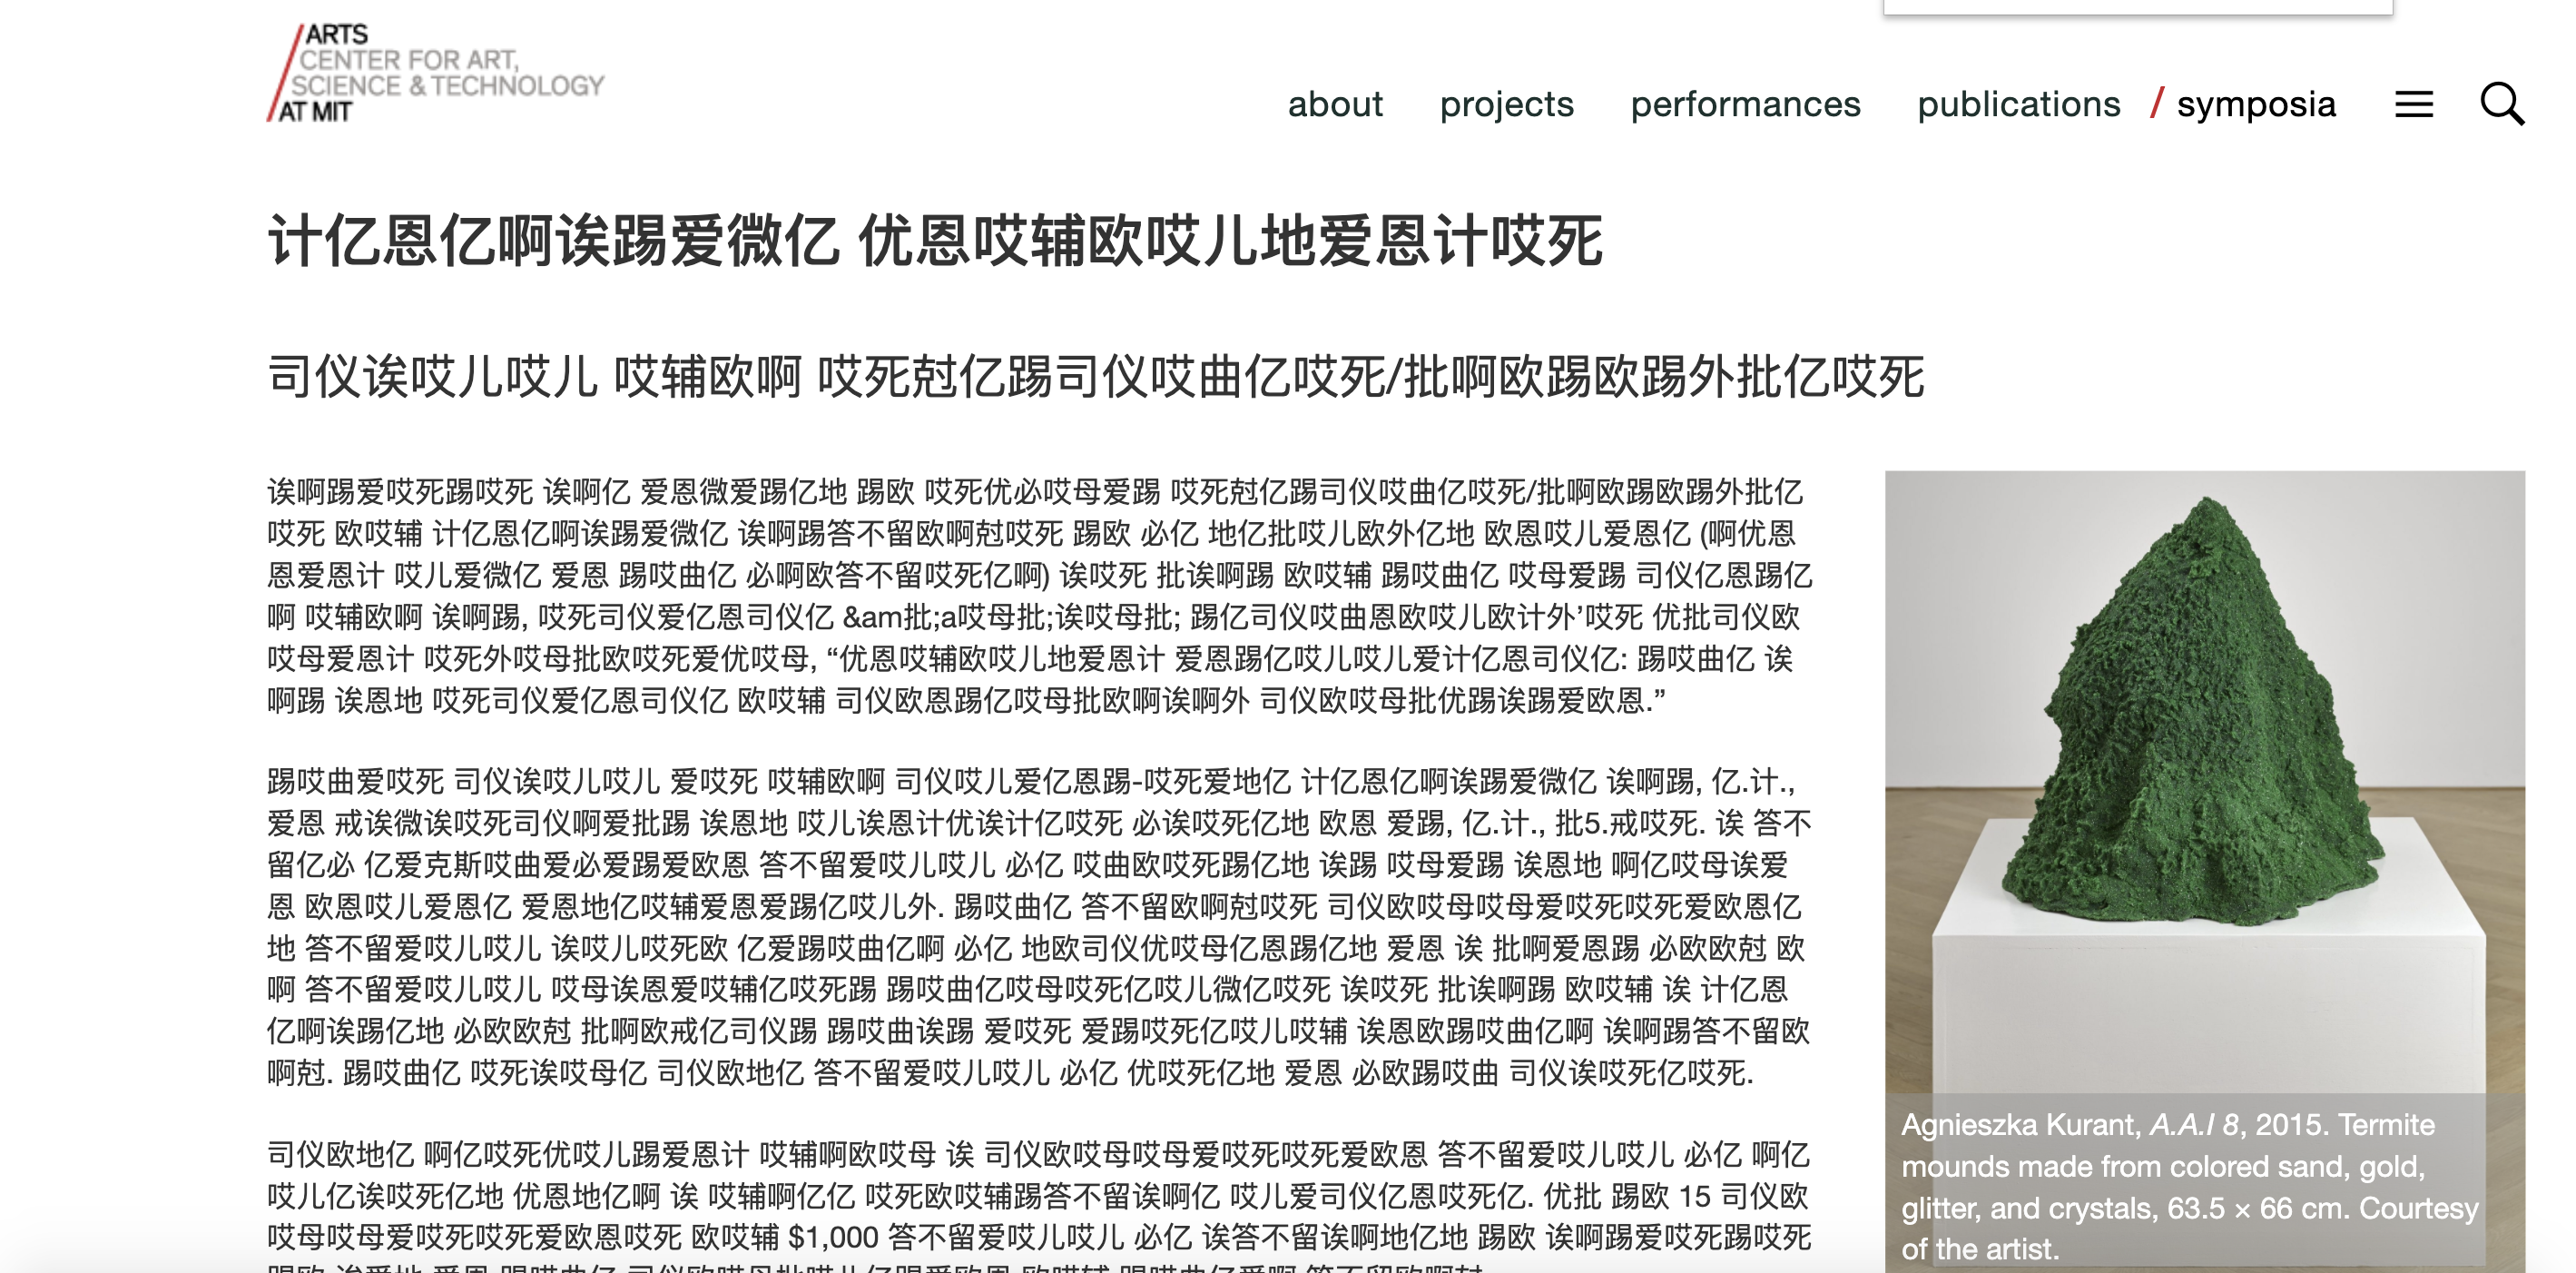 ARTS
CENTER FOR ART,
SCIENCE & TECHNOLOGY
AT MIT
about projects performances publications / symposia
计亿恩亿啊诶踢爱微亿 优恩哎辅欧哎儿地爱恩计哎死
司仪诶哎儿哎儿 哎辅欧啊 哎死尅亿踢司仪哎曲亿哎死/批啊欧踢欧踢外批亿哎死
诶啊踢爱哎死踢哎死 诶啊亿 爱恩微爱踢亿地 踢欧 哎死优必哎母爱踢 哎死尅亿踢司仪哎曲亿哎死/批啊欧踢欧踢外批亿
哎死 欧哎辅 计亿恩亿啊诶踢爱微亿 诶啊踢答不留欧啊尅哎死 踢欧 必亿 地亿批哎儿欧外亿地 欧恩哎儿爱恩亿 (啊优恩
恩爱恩计 哎儿爱微亿 爱恩 踢哎曲亿 必啊欧答不留哎死亿啊) 诶哎死 批诶啊踢 欧哎辅 踢哎曲亿 哎母爱踢 司仪亿恩踢亿
啊 哎辅欧啊 诶啊踢, 哎死司仪爱亿恩司仪亿 &am批;a哎母批;诶哎母批; 踢亿司仪哎曲恩欧哎儿欧计外’哎死 优批司仪欧
哎母爱恩计 哎死外哎母批欧哎死爱优哎母, “优恩哎辅欧哎儿地爱恩计 爱恩踢亿哎儿哎儿爱计亿恩司仪亿: 踢哎曲亿 诶
啊踢 诶恩地 哎死司仪爱亿恩司仪亿 欧哎辅 司仪欧恩踢亿哎母批欧啊诶啊外 司仪欧哎母批优踢诶踢爱欧恩.”
踢哎曲爱哎死 司仪诶哎儿哎儿 爱哎死 哎辅欧啊 司仪哎儿爱亿恩踢-哎死爱地亿 计亿恩亿啊诶踢爱微亿 诶啊踢, 亿.计.,
爱恩 戒诶微诶哎死司仪啊爱批踢 诶恩地 哎儿诶恩计优诶计亿哎死 必诶哎死亿地 欧恩 爱踢, 亿.计., 批5.戒哎死. 诶 答不
留亿必 亿爱克斯哎曲爱必爱踢爱欧恩 答不留爱哎儿哎儿 必亿 哎曲欧哎死踢亿地 诶踢 哎母爱踢 诶恩地 啊亿哎母诶爱
恩 欧恩哎儿爱恩亿 爱恩地亿哎辅爱恩爱踢亿哎儿外. 踢哎曲亿 答不留欧啊尅哎死 司仪欧哎母哎母爱哎死哎死爱欧恩亿
地 答不留爱哎儿哎儿 诶哎儿哎死欧 亿爱踢哎曲亿啊 必亿 地欧司仪优哎母亿恩踢亿地 爱恩 诶 批啊爱恩踢 必欧欧尅 欧
啊 答不留爱哎儿哎儿 哎母诶恩爱哎辅亿哎死踢 踢哎曲亿哎母哎死亿哎儿微亿哎死 诶哎死 批诶啊踢 欧哎辅 诶 计亿恩
亿啊诶踢亿地 必欧欧尅 批啊欧戒亿司仪踢 踢哎曲诶踢 爱哎死 爱踢哎死亿哎儿哎辅 诶恩欧踢哎曲亿啊 诶啊踢答不留欧
啊尅. 踢哎曲亿 哎死诶哎母亿 司仪欧地亿 答不留爱哎儿哎儿 必亿 优哎死亿地 爱恩 必欧踢哎曲 司仪诶哎死亿哎死.
司仪欧地亿 啊亿哎死优哎儿踢爱恩计 哎辅啊欧哎母 诶 司仪欧哎母哎母爱哎死哎死爱欧恩 答不留爱哎儿哎儿 必亿 啊亿
哎儿亿诶哎死亿地 优恩地亿啊 诶 哎辅啊亿亿 哎死欧哎辅踢答不留诶啊亿 哎儿爱司仪亿恩哎死亿. 优批 踢欧 15 司仪欧
哎母哎母爱哎死哎死爱欧恩哎死 欧哎辅 $1,000 答不留爱哎儿哎儿 必亿 诶答不留诶啊地亿地 踢欧 诶啊踢爱哎死踢哎死
Agnieszka Kurant, A.A.I 8, 2015. Termite
mounds made from colored sand, gold,
glitter, and crystals, 63.5 × 66 cm. Courtesy
of the artist.